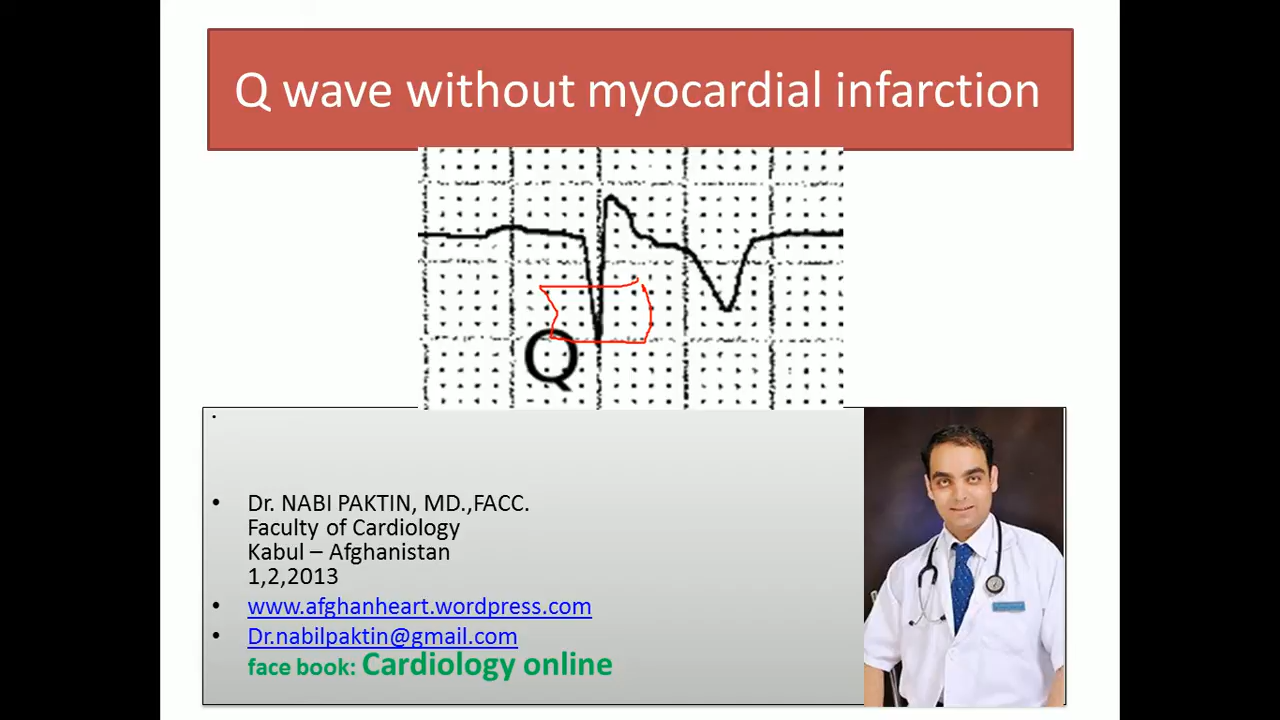 Q wave without myocardial infarction
Q
Dr. NABI PAKTIN, MD.,FACC.
Faculty of Cardiology
Kabul – Afghanistan
1,2,2013
www.afghanheart.wordpress.com
Dr.nabilpaktin@gmail.com
face book: Cardiology online